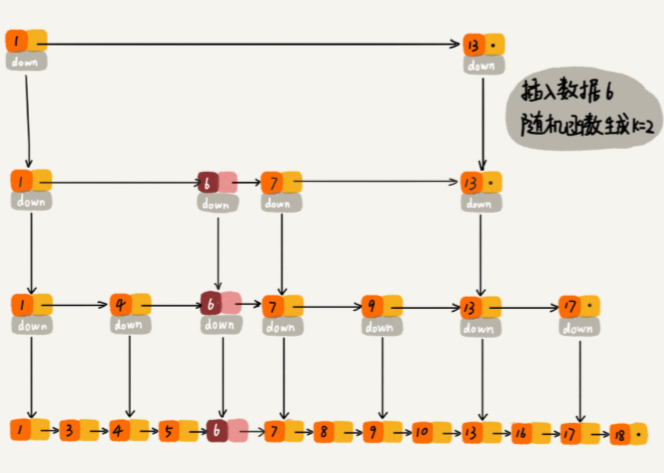 1 13
down down
插入数据6
随机函数生成k=2
1 6 7 13
down down down down
1 4 6 7 9 13 17
down down down down down down down
1 3 4 5 6 7 8 9 10 13 16 17 18